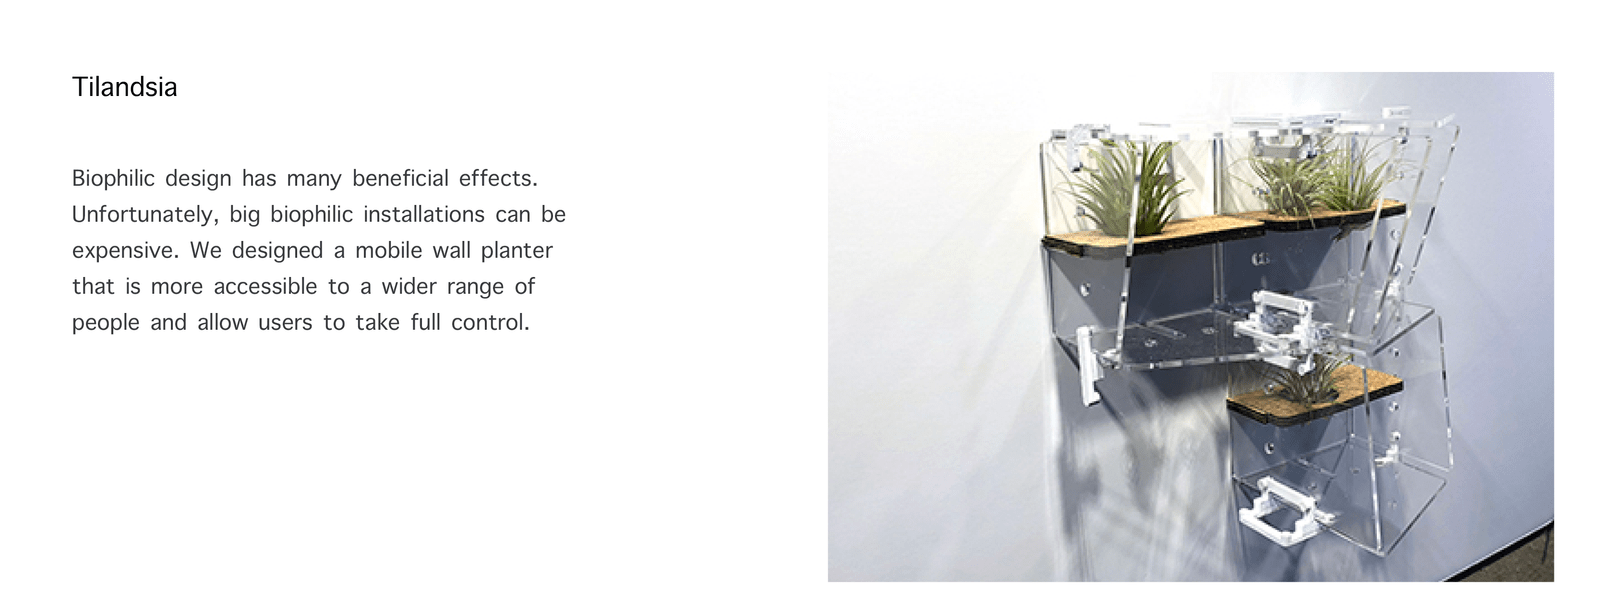 Tilandsia
Biophilic design has many beneficial effects.
Unfortunately, big biophilic installations can be
expensive. We designed a mobile wall planter
that is more accessible to a wider range of
people and allow users to take full control.